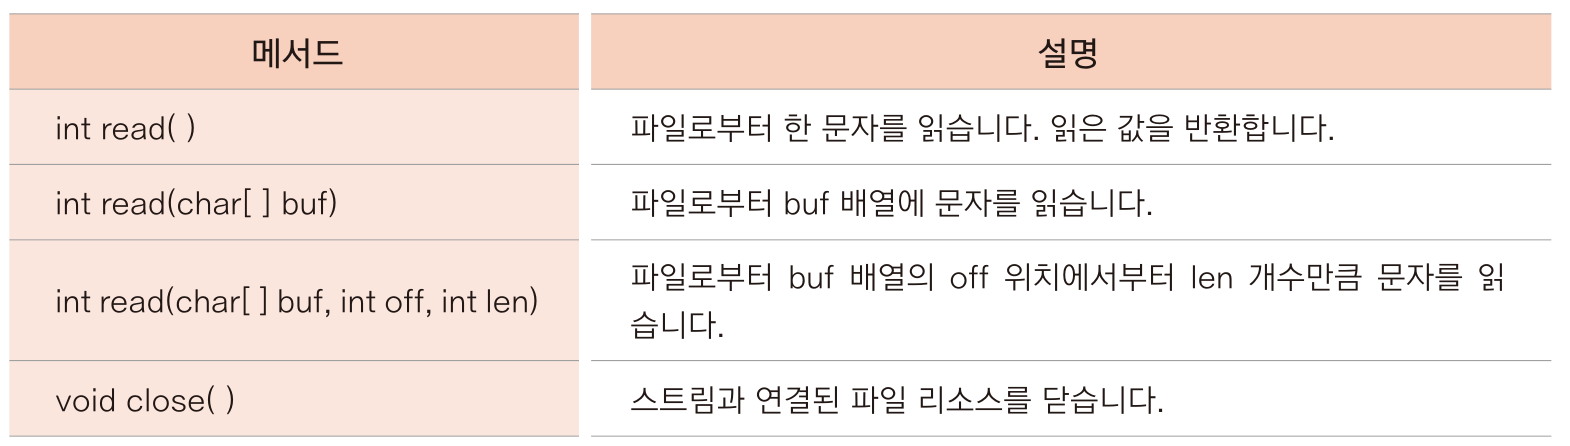 메서드 설명
int read( ) 파일로부터 한 문자를 읽습니다. 읽은 값을 반환합니다.
int read(char[ ] buf) 파일로부터 buf 배열에 문자를 읽습니다.
int read(char[ ] buf, int off, int len) 파일로부터 buf 배열의 off 위치에서부터 len 개수만큼 문자를 읽
습니다.
void close( ) 스트림과 연결된 파일 리소스를 닫습니다.